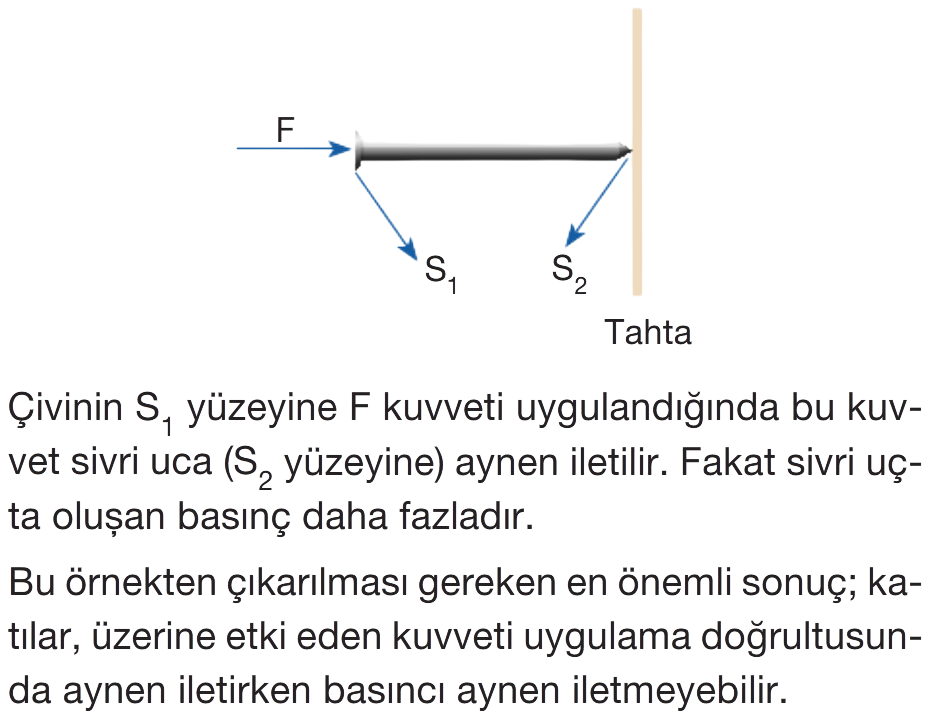 F
S₁
S₂
Tahta
Çivinin S₁ yüzeyine F kuvveti uygulandığında bu kuv-
vet sivri uca (S₂ yüzeyine) aynen iletilir. Fakat sivri uç-
ta oluşan basınç daha fazladır.
Bu örnekten çıkarılması gereken en önemli sonuç; ka-
tılar, üzerine etki eden kuvveti uygulama doğrultusun-
da aynen iletirken basıncı aynen iletmeyebilir.